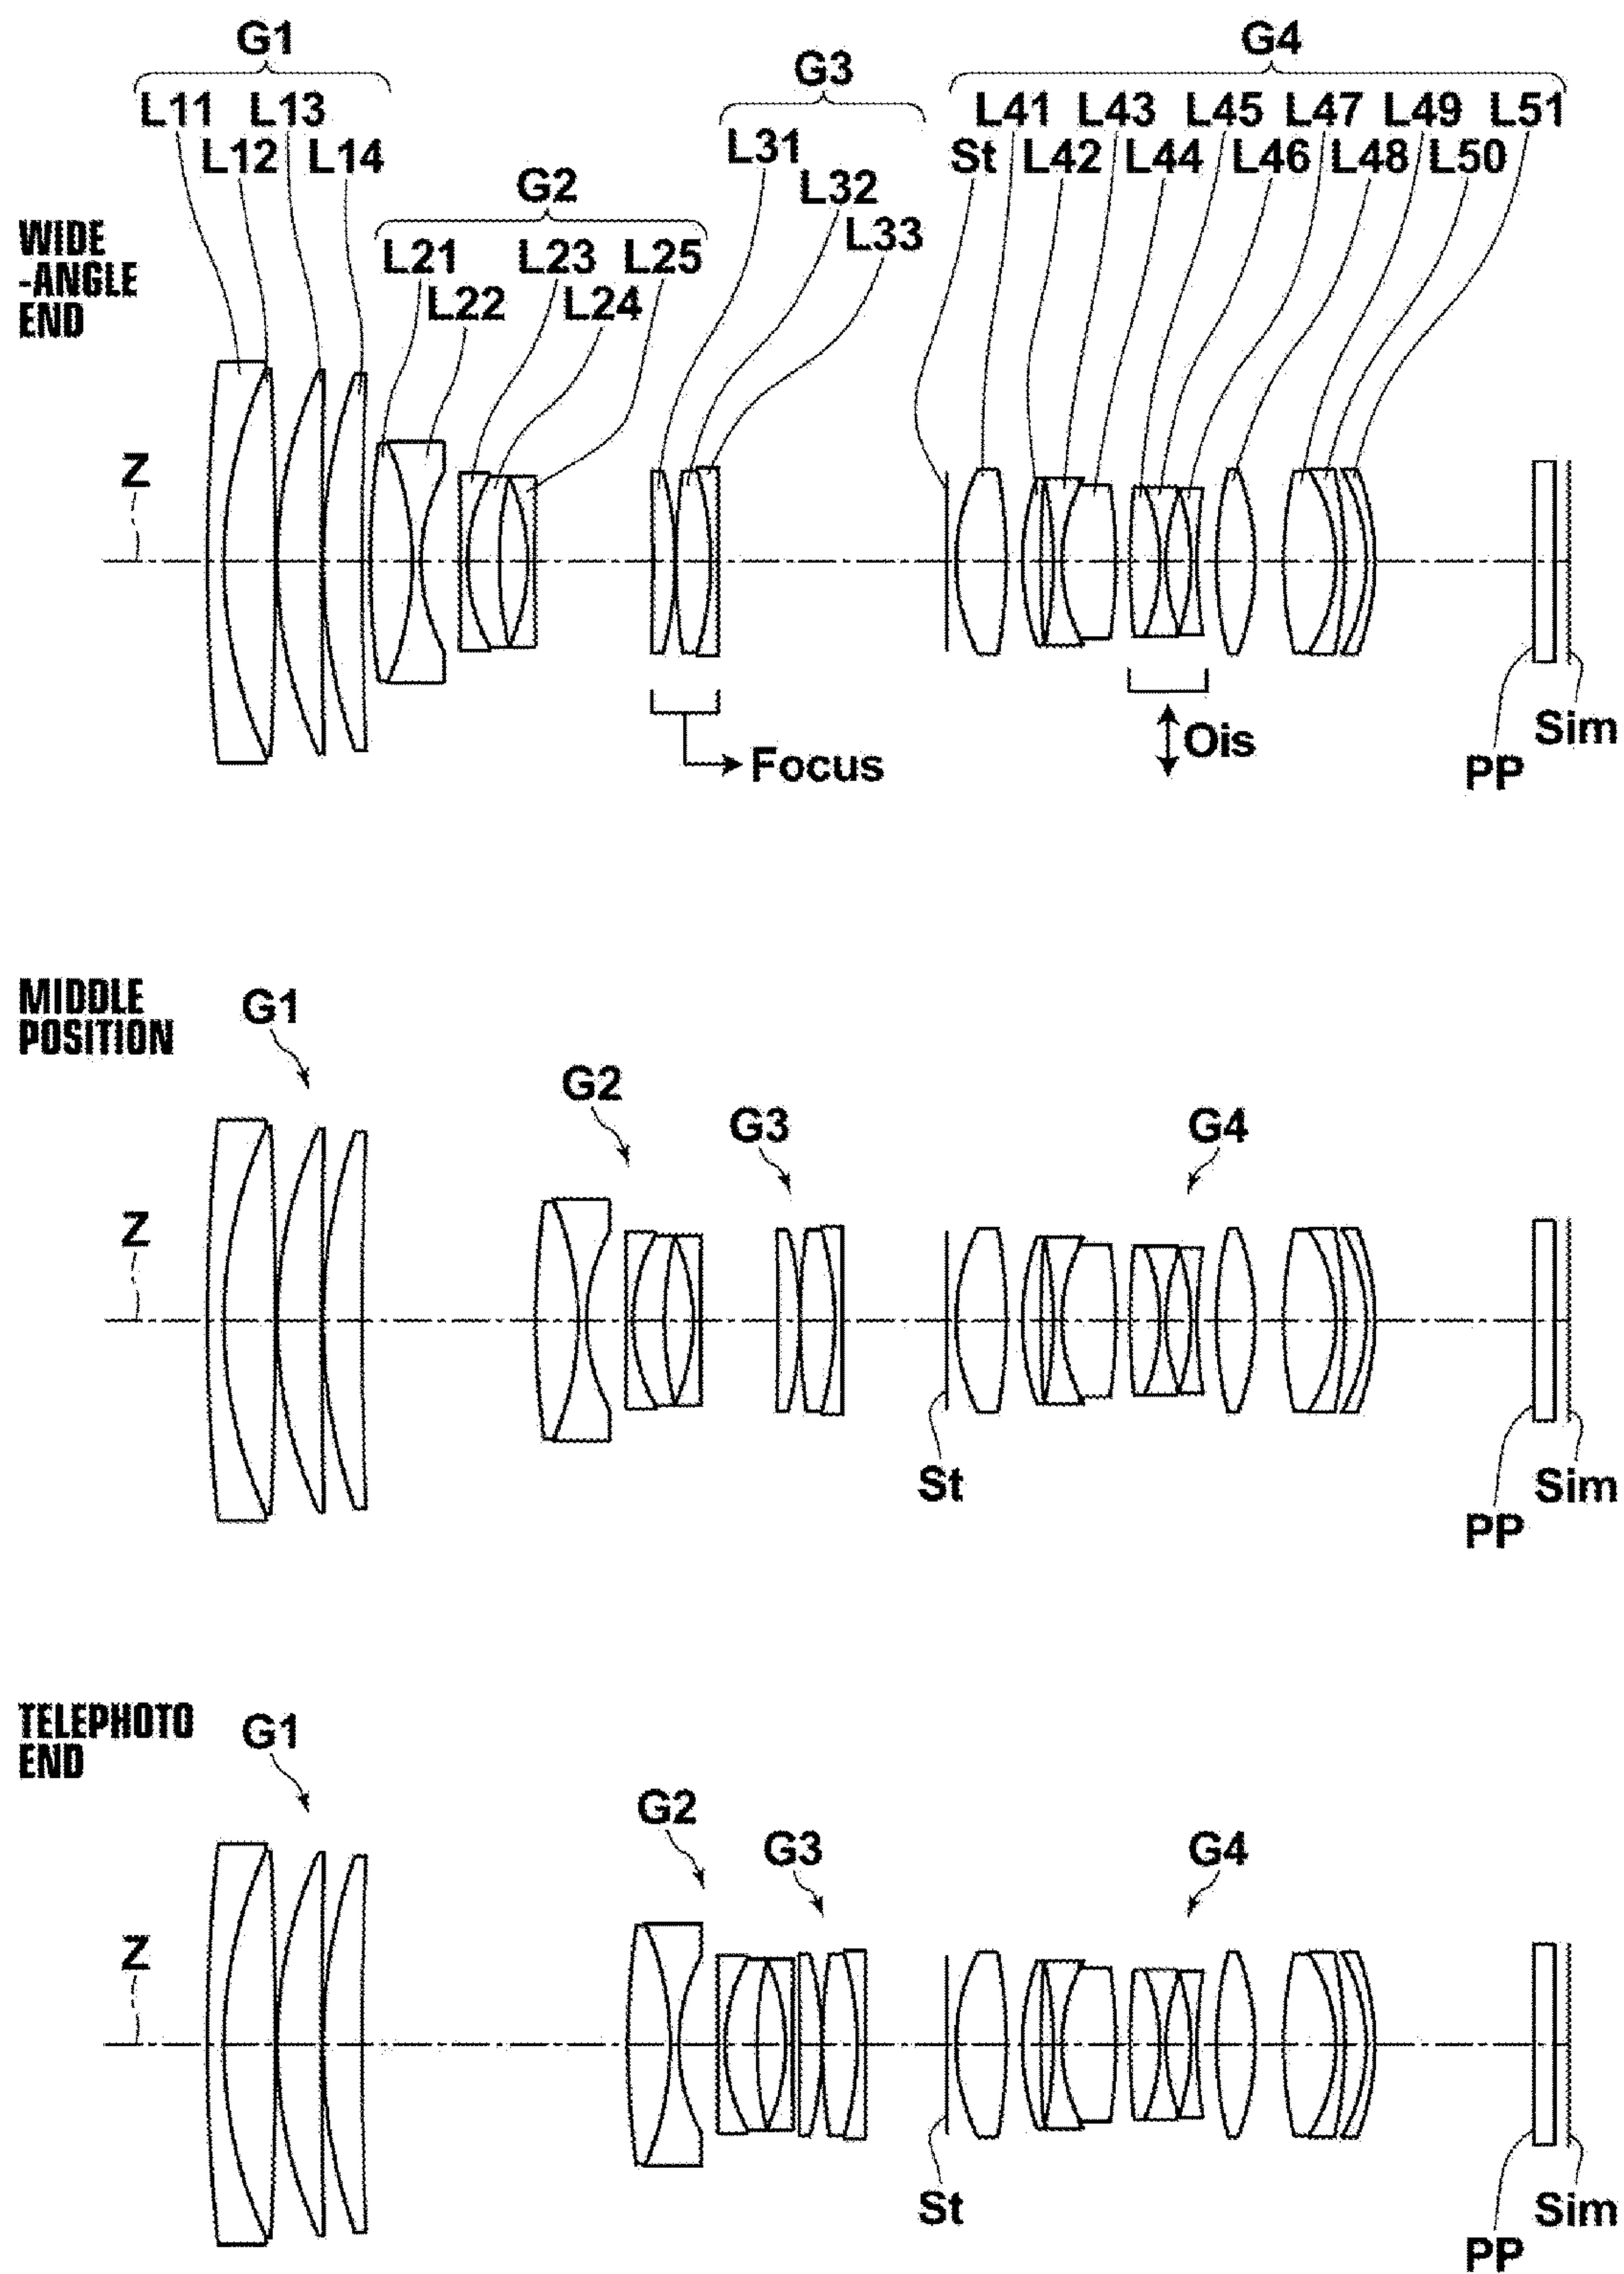 G1
G4
G3
L11 L13
L41 L43 L45 L47 L49 L51
L12 L14
L31
St L42 L44 L46 L48 L50
G2
L32
WIDE
-ANGLE
END
L33
L21 L23 L25
L22 L24
Z
Focus
Ois
Sim
PP
MIDDLE
POSITION
G1
G2
G3
G4
Z
St
Sim
PP
TELEPHOTO
END
G1
G2
G3
G4
Z
St
Sim
PP